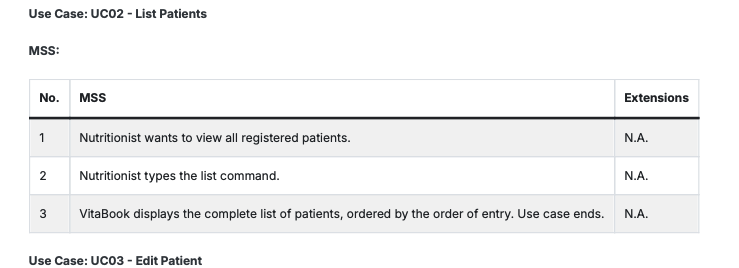 Use Case: UC02 - List Patients
MSS:
No. MSS Extensions
1 Nutritionist wants to view all registered patients. N.A.
2 Nutritionist types the list command. N.A.
3 VitaBook displays the complete list of patients, ordered by the order of entry. Use case ends. N.A.
Use Case: UC03 - Edit Patient